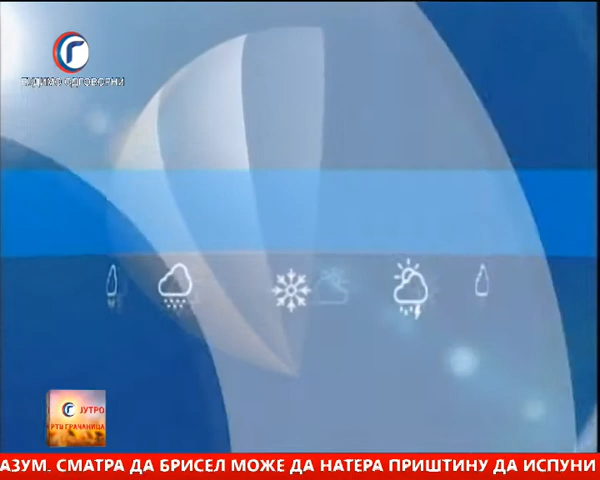 ЈУТРО
РТВ ГРАЧАНИЦА
АЗУМ. СМАТРА ДА БРИСЕЛ МОЖЕ ДА НАТЕРА ПРИШТИНУ ДА ИСПУНИ